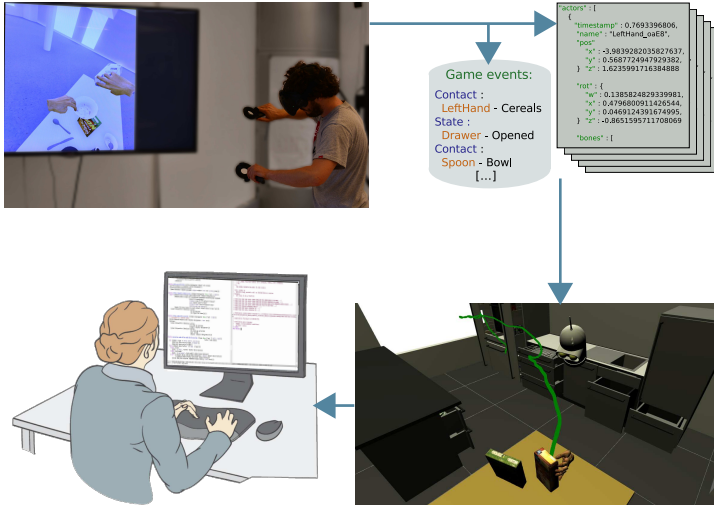 Game events:
Contact :
LeftHand - Cereals
State :
Drawer - Opened
Contact :
Spoon - Bowl
[...]
"actors" : [
{
"timestamp" : 0.7693396806,
"name" : "LeftHand_oaE8",
"pos"
"x" : -3.9839282035827637,
"y" : 0.5687724947929382,
} "z" : 1.6235991716384888
"rot" : {
"w" : 0.1385824829339981,
"x" : 0.4796800911426544,
"y" : 0.0469124391674995,
} "z" : -0.8651595711708069
"bones" : [